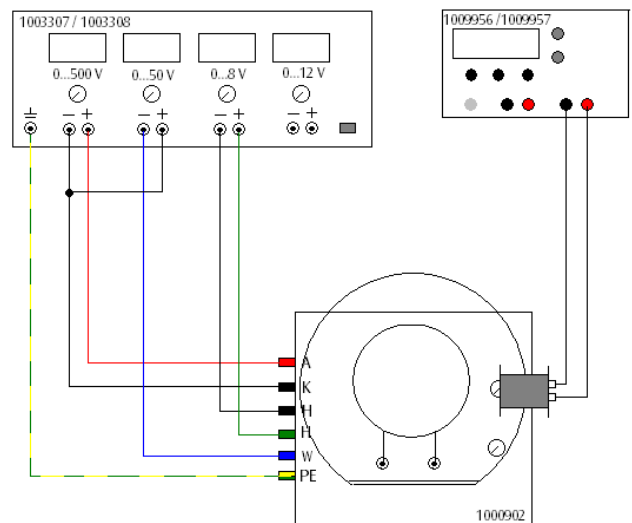 1003307 / 1003308
1009956 /1009957
0...500 V
0...50 V
0...8 V
0...12 V
− +
− +
− +
− +
A
K
H
H
W
PE
1000902